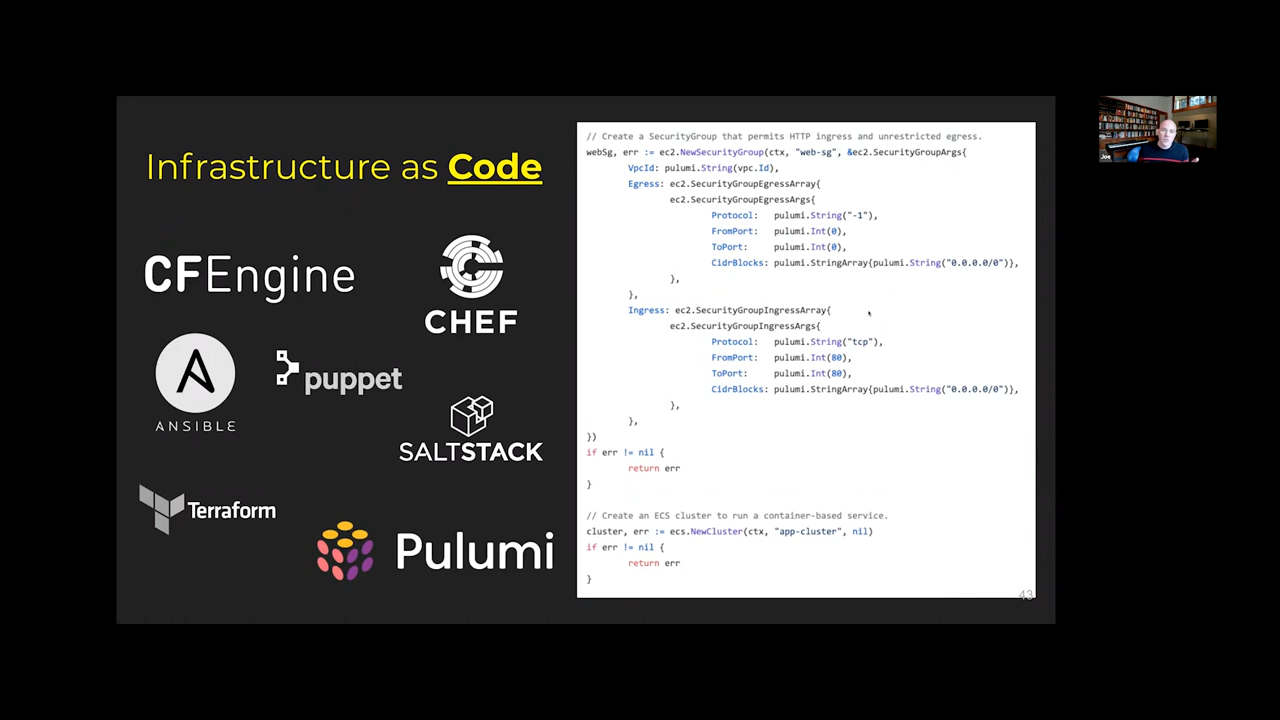 Infrastructure as Code
CFEngine
CHEF
ANSIBLE
puppet
SALTSTACK
Terraform
Pulumi
// Create a SecurityGroup that permits HTTP ingress and unrestricted egress.
webSg, err := ec2.NewSecurityGroup(ctx, "web-sg", &ec2.SecurityGroupArgs{
VpcId: pulumi.String(vpc.Id),
Egress: ec2.SecurityGroupEgressArray{
ec2.SecurityGroupEgressArgs{
Protocol: pulumi.String("-1"),
FromPort: pulumi.Int(0),
ToPort: pulumi.Int(0),
CidrBlocks: pulumi.StringArray{pulumi.String("0.0.0.0/0")},
},
},
Ingress: ec2.SecurityGroupIngressArray{
ec2.SecurityGroupIngressArgs{
Protocol: pulumi.String("tcp"),
FromPort: pulumi.Int(80),
ToPort: pulumi.Int(80),
CidrBlocks: pulumi.StringArray{pulumi.String("0.0.0.0/0")},
},
},
})
if err != nil {
return err
}
// Create an ECS cluster to run a container-based service.
cluster, err := ecs.NewCluster(ctx, "app-cluster", nil)
if err != nil {
return err
}
43
Joe